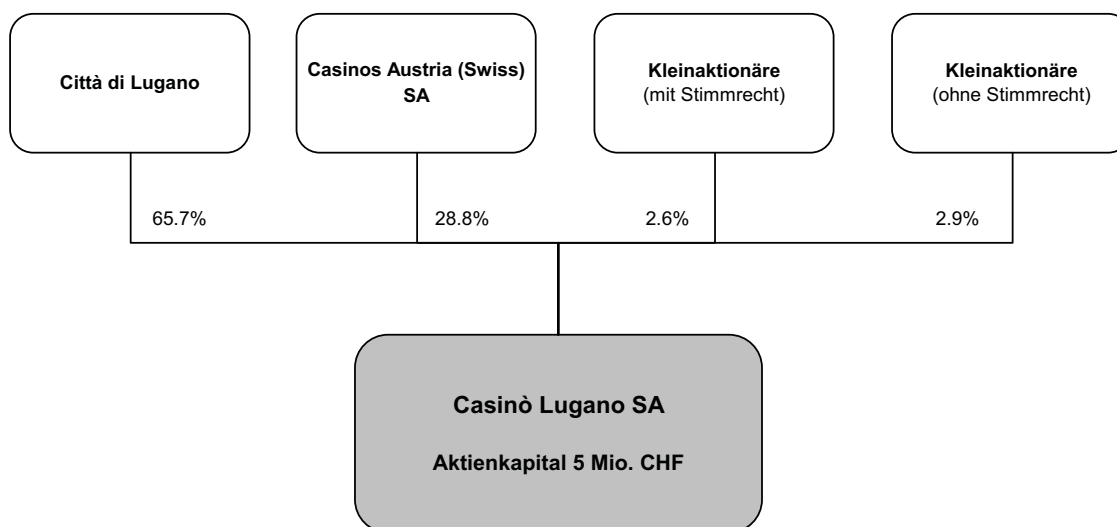 Città di Lugano
Casinos Austria (Swiss)
SA
Kleinaktionäre
(mit Stimmrecht)
Kleinaktionäre
(ohne Stimmrecht)
65.7%
28.8%
2.6%
2.9%
Casinò Lugano SA
Aktienkapital 5 Mio. CHF